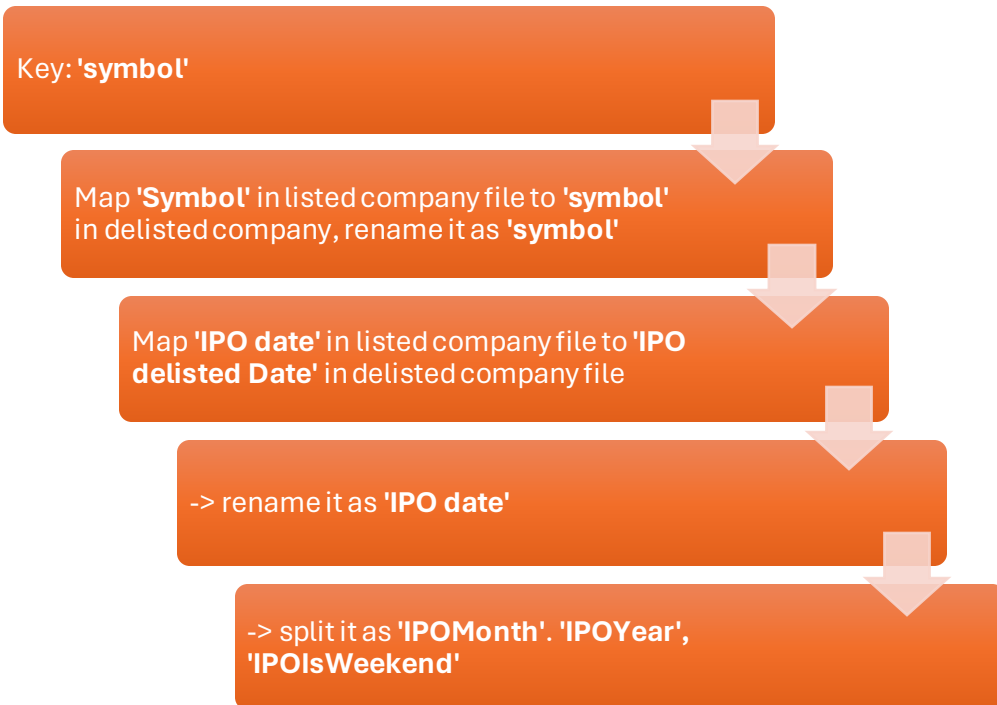 Key: 'symbol'
Map 'Symbol' in listed company file to 'symbol'
in delisted company, rename it as 'symbol'
Map 'IPO date' in listed company file to 'IPO
delisted Date' in delisted company file
-> rename it as 'IPO date'
-> split it as 'IPOMonth'. 'IPOYear',
'IPOIsWeekend'